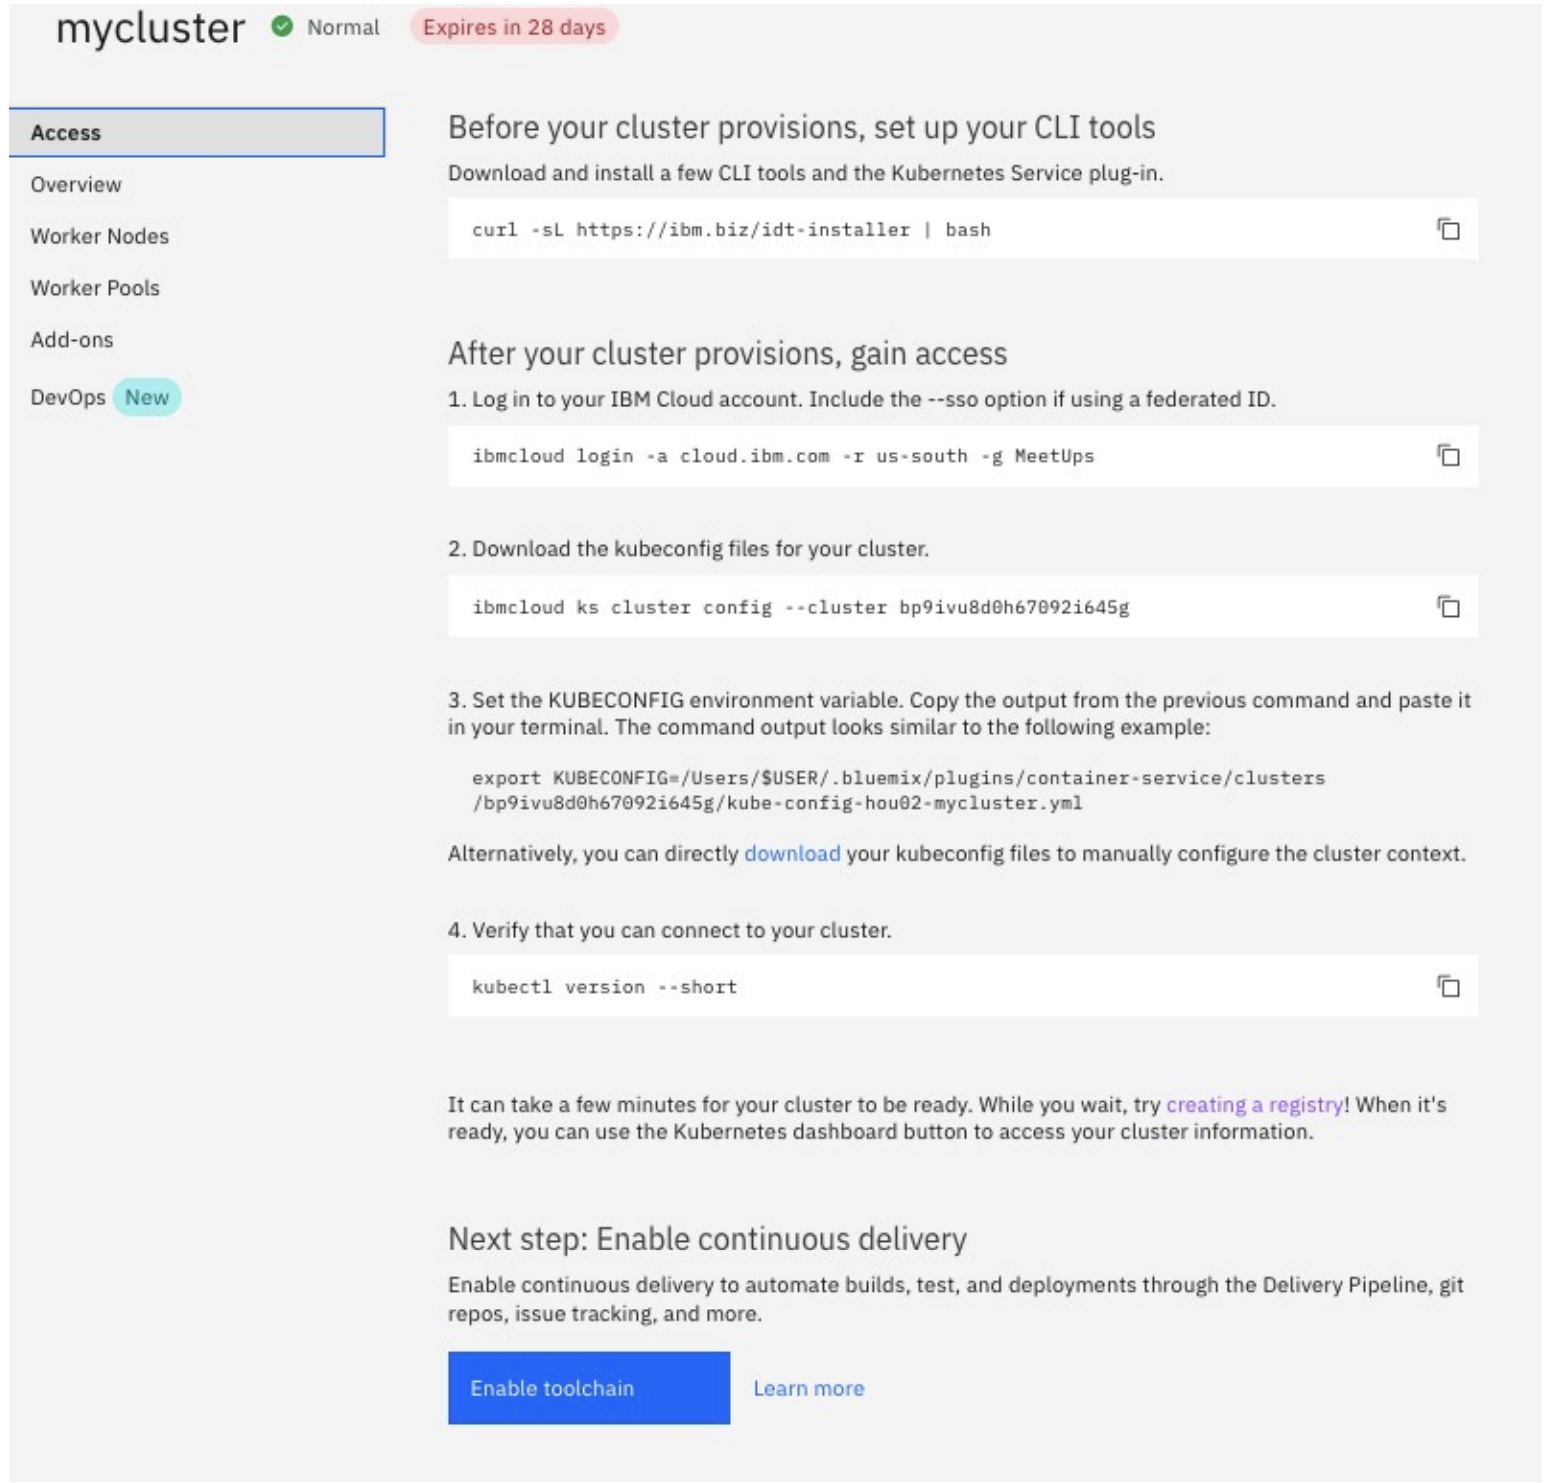 mycluster Normal Expires in 28 days
Access
Overview
Worker Nodes
Worker Pools
Add-ons
DevOps New
Before your cluster provisions, set up your CLI tools
Download and install a few CLI tools and the Kubernetes Service plug-in.
curl -sL https://ibm.biz/idt-installer | bash
After your cluster provisions, gain access
1. Log in to your IBM Cloud account. Include the --sso option if using a federated ID.
ibmcloud login -a cloud.ibm.com -r us-south -g MeetUps
2. Download the kubeconfig files for your cluster.
ibmcloud ks cluster config --cluster bp9ivu8d0h67092i645g
3. Set the KUBECONFIG environment variable. Copy the output from the previous command and paste it
in your terminal. The command output looks similar to the following example:
export KUBECONFIG=/Users/$USER/.bluemix/plugins/container-service/clusters
/bp9ivu8d0h67092i645g/kube-config-hou02-mycluster.yml
Alternatively, you can directly download your kubeconfig files to manually configure the cluster context.
4. Verify that you can connect to your cluster.
kubectl version --short
It can take a few minutes for your cluster to be ready. While you wait, try creating a registry! When it's
ready, you can use the Kubernetes dashboard button to access your cluster information.
Next step: Enable continuous delivery
Enable continuous delivery to automate builds, test, and deployments through the Delivery Pipeline, git
repos, issue tracking, and more.
Enable toolchain Learn more